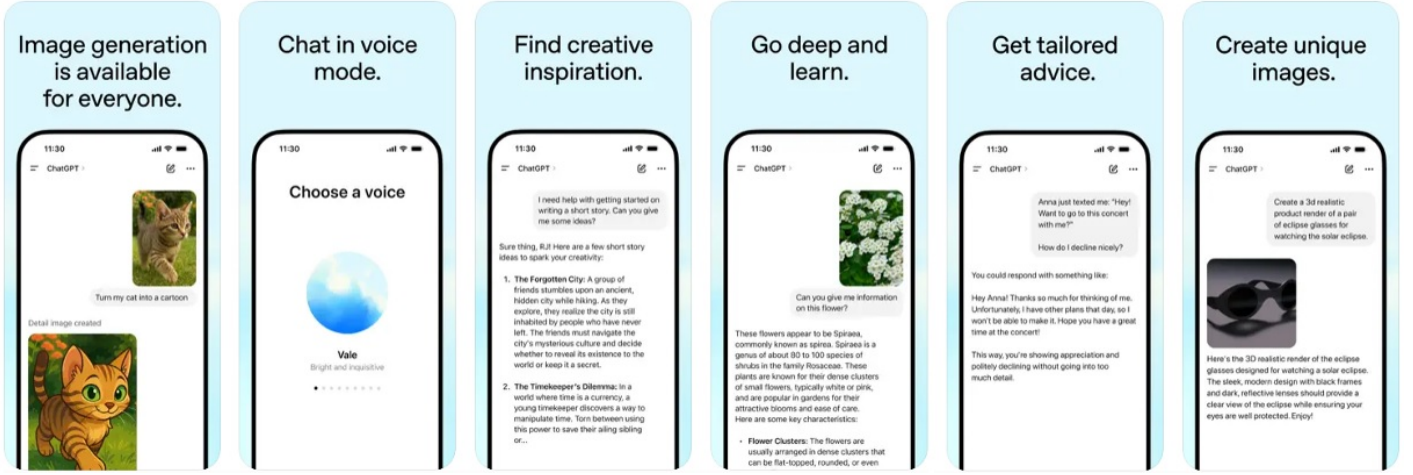 Image generation
is available
for everyone.
11:30
ChatGPT ›
Turn my cat into a cartoon
Detail image created
Chat in voice
mode.
11:30
Choose a voice
Vale
Bright and inquisitive
Find creative
inspiration.
11:30
ChatGPT ›
I need help with getting started on
writing a short story. Can you give
me some ideas?
Sure thing, RJ! Here are a few short story
ideas to spark your creativity:
1. The Forgotten City: A group of
friends stumbles upon an ancient,
hidden city while hiking. As they
explore, they realize the city is still
inhabited by people who have never
left. The friends must navigate the
city's mysterious culture and decide
whether to reveal its existence to the
world or keep it a secret.
2. The Timekeeper's Dilemma: In a
world where time is a currency, a
young timekeeper discovers a way to
manipulate time. Torn between using
this power to save their ailing sibling
or...
Go deep and
learn.
11:30
ChatGPT ›
Can you give me information
on this flower?
These flowers appear to be Spiraea,
commonly known as spirea. Spiraea is a
genus of about 80 to 100 species of
shrubs in the family Rosaceae. These
plants are known for their dense clusters
of small flowers, typically white or pink,
and are popular in gardens for their
attractive blooms and ease of care.
Here are some key characteristics:
• Flower Clusters: The flowers are
usually arranged in dense clusters that
can be flat-topped, rounded, or even
Get tailored
advice.
11:30
ChatGPT ›
Anna just texted me: "Hey!
Want to go to this concert
with me?"
How do I decline nicely?
You could respond with something like:
Hey Anna! Thanks so much for thinking of me.
Unfortunately, I have other plans that day, so I
won't be able to make it. Hope you have a great
time at the concert!
This way, you're showing appreciation and
politely declining without going into too
much detail.
Create unique
images.
11:30
ChatGPT ›
Create a 3d realistic
product render of a pair
of eclipse glasses for
watching the solar eclipse.
Here's the 3D realistic render of the eclipse
glasses designed for watching a solar eclipse.
The sleek, modern design with black frames
and dark, reflective lenses should provide a
clear view of the eclipse while ensuring your
eyes are well protected. Enjoy!